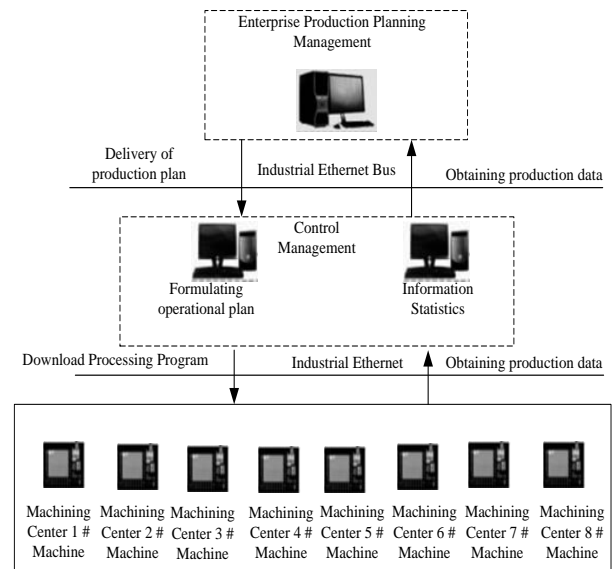 Enterprise Production Planning
Management
Delivery of
production plan
Industrial Ethernet Bus
Obtaining production data
Control
Management
Formulating
operational plan
Information
Statistics
Download Processing Program
Industrial Ethernet
Obtaining production data
Machining
Center 1 #
Machine
Machining
Center 2 #
Machine
Machining
Center 3 #
Machine
Machining
Center 4 #
Machine
Machining
Center 5 #
Machine
Machining
Center 6 #
Machine
Machining
Center 7 #
Machine
Machining
Center 8 #
Machine